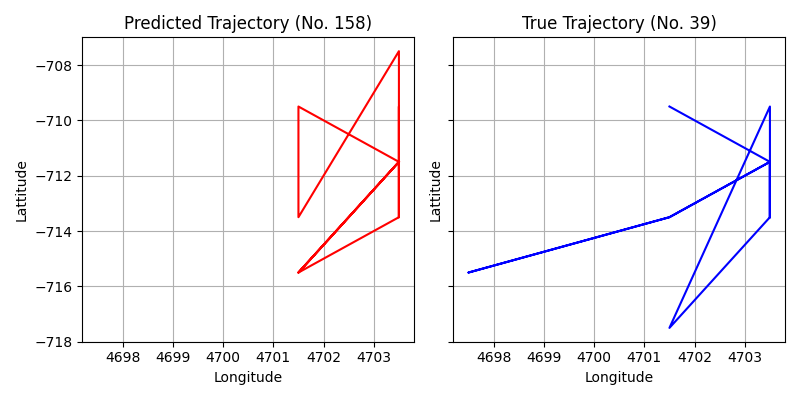 Predicted Trajectory (No. 158)
True Trajectory (No. 39)
−708
−710
−712
−714
−716
−718
Lattitude
Lattitude
4698 4699 4700 4701 4702 4703
4698 4699 4700 4701 4702 4703
Longitude
Longitude